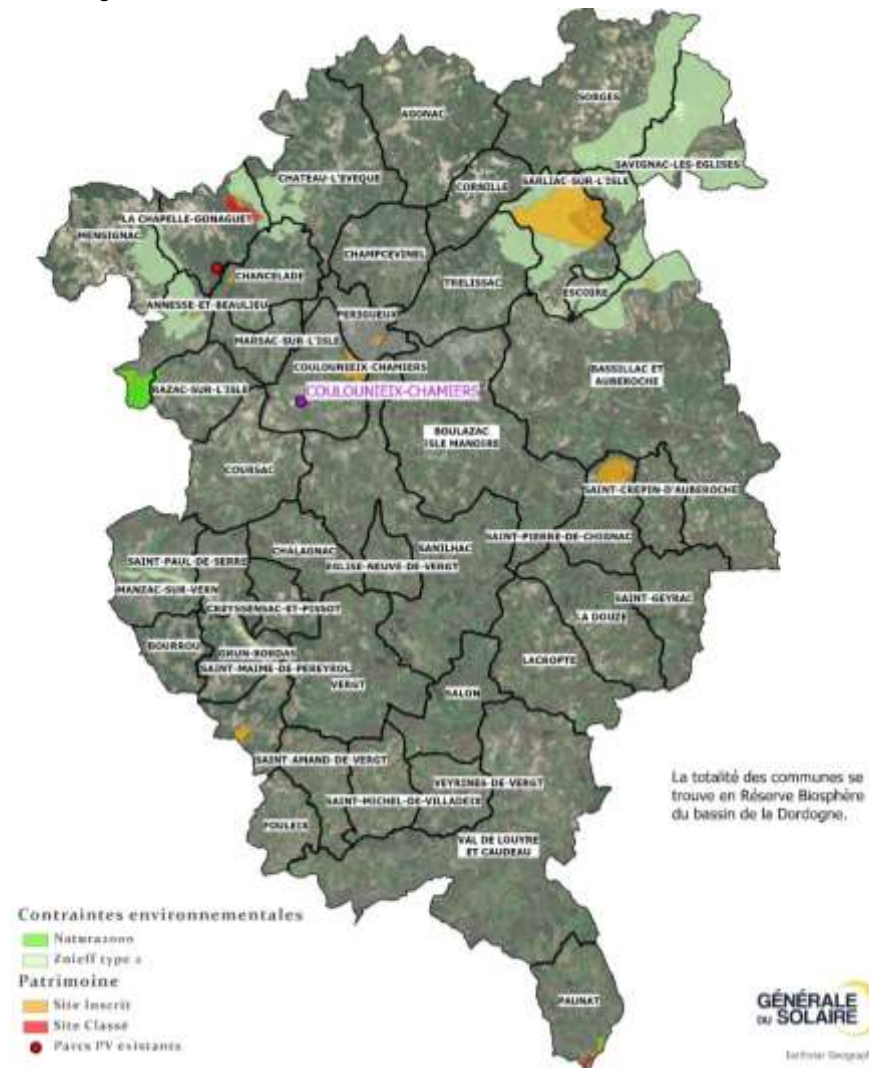 AGONAC
SORGES
SAVIGNAC-LES-EGLISES
CHATEAU-L'EVEQUE
CORNILLE
SARLIAC-SUR-L'ISLE
LA CHAPELLE-GONAGUET
MENSIGNAC
CHAMPCEVINEL
CHANCELADE
TRELISSAC
ESCOIRE
ANNESSE-ET-BEAULIEU
PERIGUEUX
MARSAC-SUR-L'ISLE
COULOUNIEIX-CHAMIERS
BASSILLAC ET
AUBEROCHE
RAZAC-SUR-L'ISLE
COULOUNIEIX-CHAMIERS
BOULAZAC
ISLE MANOIRE
COURSAC
SAINT-CREPIN-D'AUBEROCHE
SAINT-PIERRE-DE-CHIGNAC
SANILHAC
CHALAGNAC
SAINT-PAUL-DE-SERRE
EGLISE-NEUVE-DE-VERGT
MANZAC-SUR-VERN
SAINT-GEYRAC
CREYSSENSAC-ET-PISSOT
LA DOUZE
BOURROU
GRUN-BORDAS
LACROPTE
SAINT-MAIME-DE-PEREYROL
VERGT
SALON
SAINT-AMAND-DE-VERGT
VEYRINES-DE-VERGT
SAINT-MICHEL-DE-VILLADEIX
FOULEIX
VAL DE LOUYRE
ET CAUDEAU
La totalité des communes se
trouve en Réserve Biosphère
du bassin de la Dordogne.
Contraintes environnementales
Natura2000
Znieff type 2
Patrimoine
Site Inscrit
Site Classé
Parcs PV existants
PAUNAT
GÉNÉRALE
DU SOLAIRE